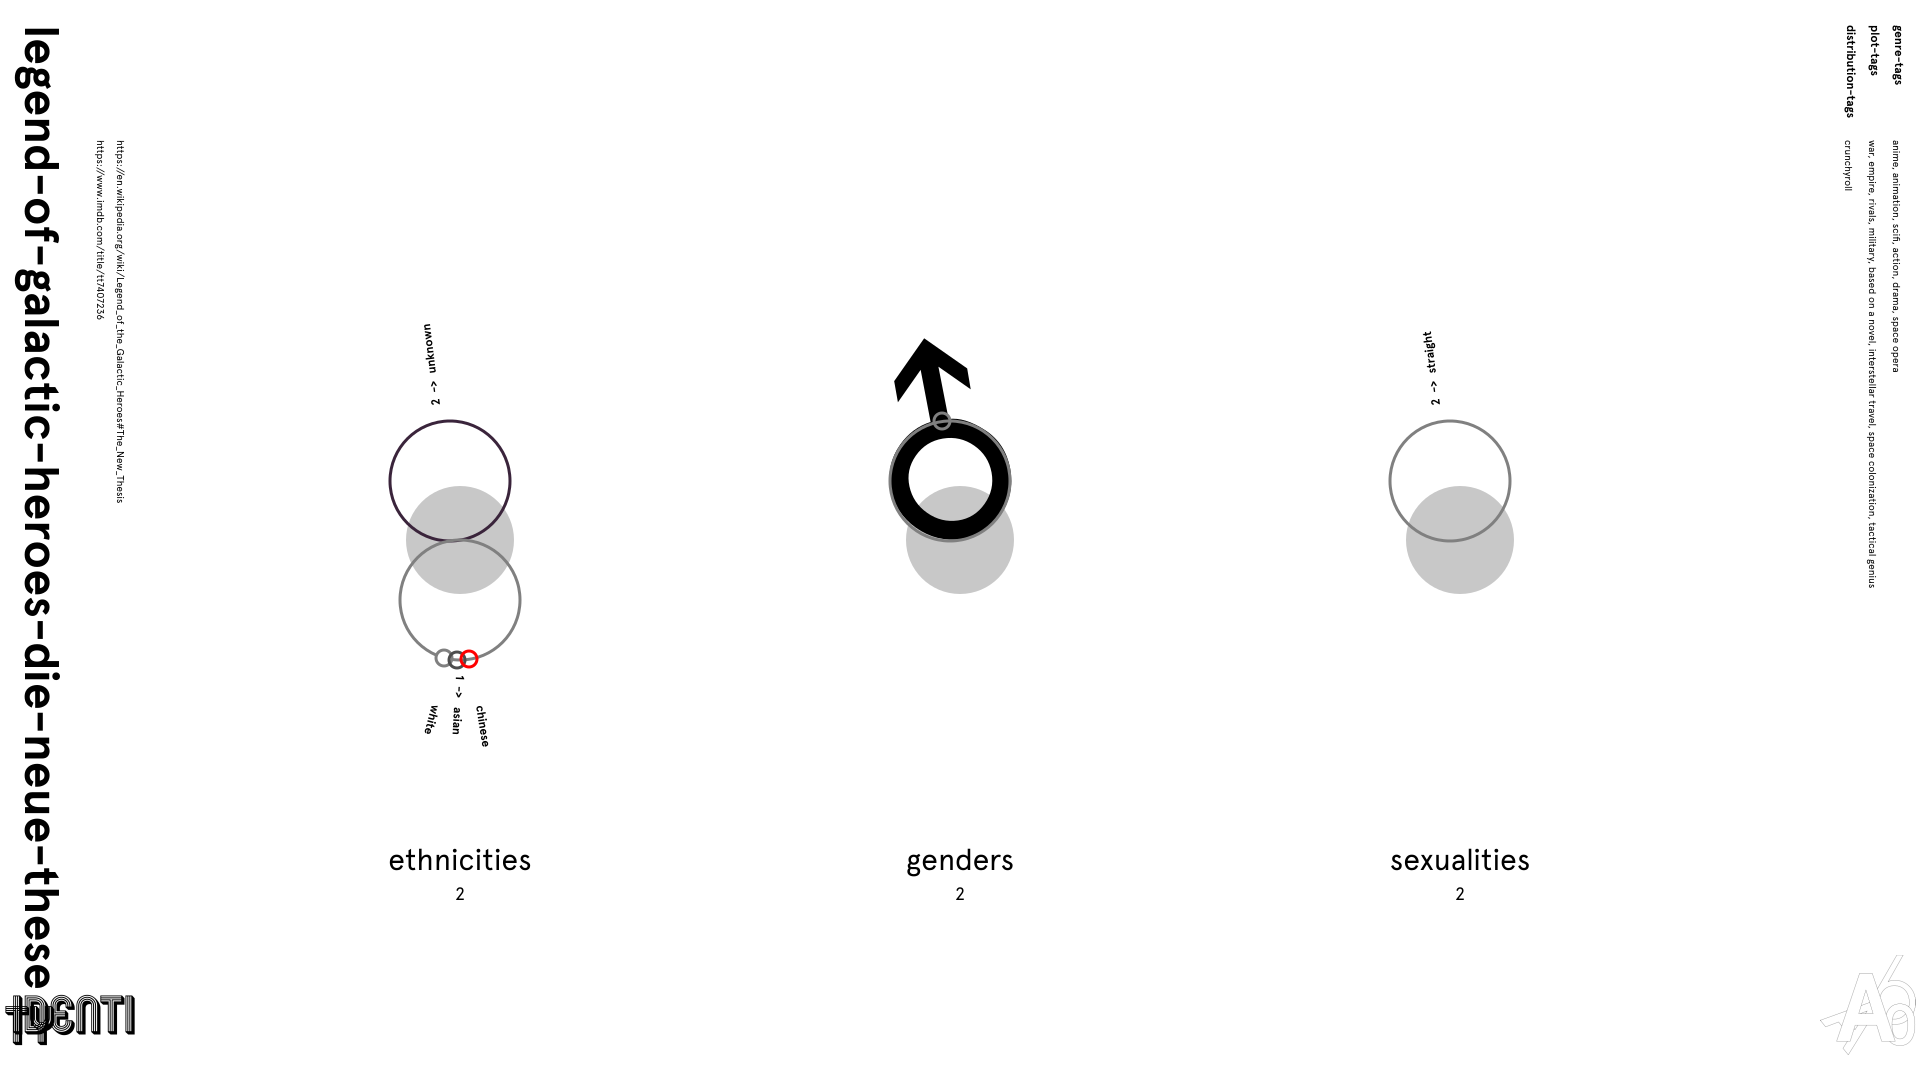 legend-of-galactic-heroes-die-neue-these
https://en.wikipedia.org/wiki/Legend_of_the_Galactic_Heroes#The_New_Thesis
https://www.imdb.com/title/tt7407236
genre-tags
anime, animation, scifi, action, drama, space opera
plot-tags
war, empire, rivals, military, based on a novel, interstellar travel, space colonization, tactical genius
distribution-tags
crunchyroll
2 -> unknown
1 ->
white
asian
chinese
2 -> straight
ethnicities
2
genders
2
sexualities
2
IDENTI